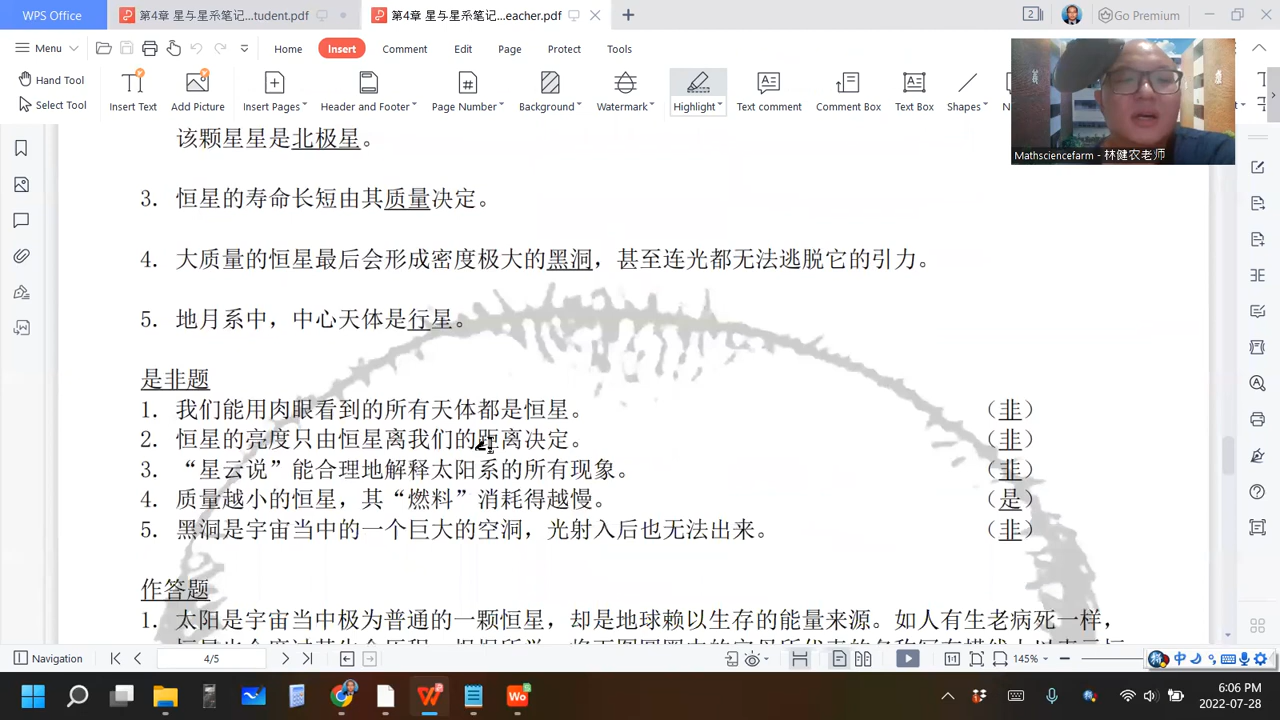 WPS Office
第4章 星与星系笔记...tudent.pdf
第4章 星与星系笔记...eacher.pdf
2
Go Premium
Menu
Home
Insert
Comment
Edit
Page
Protect
Tools
Hand Tool
Select Tool
Insert Text
Add Picture
Insert Pages
Header and Footer
Page Number
Background
Watermark
Highlight
Text comment
Comment Box
Text Box
Shapes
Mathsciencefarm - 林健农老师
该颗星星是北极星。
3. 恒星的寿命长短由其质量决定。
4. 大质量的恒星最后会形成密度极大的黑洞，甚至连光都无法逃脱它的引力。
5. 地月系中，中心天体是行星。
是非题
1. 我们能用肉眼看到的所有天体都是恒星。 （非）
2. 恒星的亮度只由恒星离我们的距离决定。 （非）
3. “星云说”能合理地解释太阳系的所有现象。 （非）
4. 质量越小的恒星，其“燃料”消耗得越慢。 （是）
5. 黑洞是宇宙当中的一个巨大的空洞，光射入后也无法出来。 （非）
作答题
1. 太阳是宇宙当中极为普通的一颗恒星，却是地球赖以生存的能量来源。如人有生老病死一样，
Navigation
4/5
145%
中
6:06 PM
2022-07-28